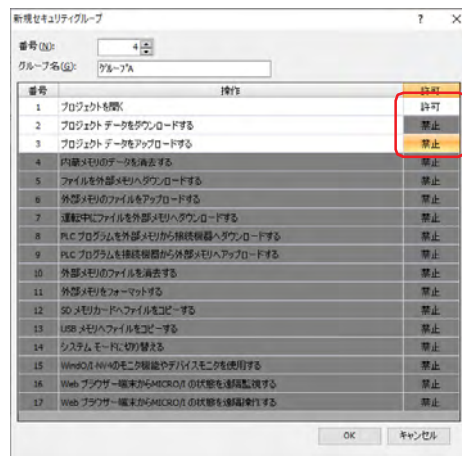 新規セキュリティグループ
番号(N): 4
グループ名(G): グループA
番号 操作 許可
1 プロジェクトを開く 許可
2 プロジェクト データをダウンロードする 禁止
3 プロジェクト データをアップロードする 禁止
4 内蔵メモリのデータを消去する 禁止
5 ファイルを外部メモリへダウンロードする 禁止
6 外部メモリのファイルをアップロードする 禁止
7 運転中にファイルを外部メモリへダウンロードする 禁止
8 PLC プログラムを外部メモリから接続機器へダウンロードする 禁止
9 PLC プログラムを接続機器から外部メモリへアップロードする 禁止
10 外部メモリのファイルを消去する 禁止
11 外部メモリをフォーマットする 禁止
12 SD メモリカードへファイルをコピーする 禁止
13 USB メモリへファイルをコピーする 禁止
14 システム モードに切り替える 禁止
15 WindO/I-NV4のモニタ機能やデバイスモニタを使用する 禁止
16 Web ブラウザー端末からMICRO/I の状態を遠隔監視する 禁止
17 Web ブラウザー端末からMICRO/I の状態を遠隔操作する 禁止
OK キャンセル